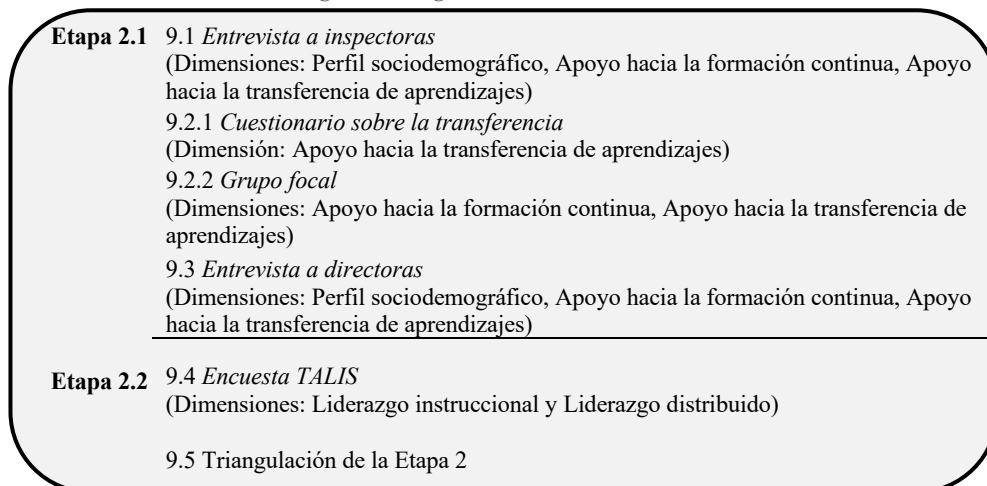 Etapa 2.1 9.1 Entrevista a inspectoras
(Dimensiones: Perfil sociodemográfico, Apoyo hacia la formación continua, Apoyo
hacia la transferencia de aprendizajes)
9.2.1 Cuestionario sobre la transferencia
(Dimensión: Apoyo hacia la transferencia de aprendizajes)
9.2.2 Grupo focal
(Dimensiones: Apoyo hacia la formación continua, Apoyo hacia la transferencia de
aprendizajes)
9.3 Entrevista a directoras
(Dimensiones: Perfil sociodemográfico, Apoyo hacia la formación continua, Apoyo
hacia la transferencia de aprendizajes)
Etapa 2.2 9.4 Encuesta TALIS
(Dimensiones: Liderazgo instruccional y Liderazgo distribuido)
9.5 Triangulación de la Etapa 2